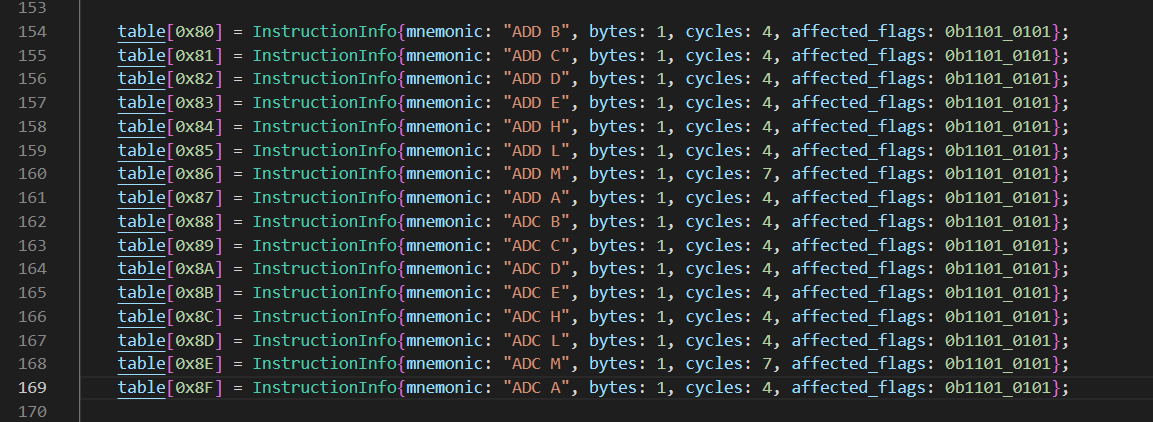 153
154 table[0x80] = InstructionInfo{mnemonic: "ADD B", bytes: 1, cycles: 4, affected_flags: 0b1101_0101};
155 table[0x81] = InstructionInfo{mnemonic: "ADD C", bytes: 1, cycles: 4, affected_flags: 0b1101_0101};
156 table[0x82] = InstructionInfo{mnemonic: "ADD D", bytes: 1, cycles: 4, affected_flags: 0b1101_0101};
157 table[0x83] = InstructionInfo{mnemonic: "ADD E", bytes: 1, cycles: 4, affected_flags: 0b1101_0101};
158 table[0x84] = InstructionInfo{mnemonic: "ADD H", bytes: 1, cycles: 4, affected_flags: 0b1101_0101};
159 table[0x85] = InstructionInfo{mnemonic: "ADD L", bytes: 1, cycles: 4, affected_flags: 0b1101_0101};
160 table[0x86] = InstructionInfo{mnemonic: "ADD M", bytes: 1, cycles: 7, affected_flags: 0b1101_0101};
161 table[0x87] = InstructionInfo{mnemonic: "ADD A", bytes: 1, cycles: 4, affected_flags: 0b1101_0101};
162 table[0x88] = InstructionInfo{mnemonic: "ADC B", bytes: 1, cycles: 4, affected_flags: 0b1101_0101};
163 table[0x89] = InstructionInfo{mnemonic: "ADC C", bytes: 1, cycles: 4, affected_flags: 0b1101_0101};
164 table[0x8A] = InstructionInfo{mnemonic: "ADC D", bytes: 1, cycles: 4, affected_flags: 0b1101_0101};
165 table[0x8B] = InstructionInfo{mnemonic: "ADC E", bytes: 1, cycles: 4, affected_flags: 0b1101_0101};
166 table[0x8C] = InstructionInfo{mnemonic: "ADC H", bytes: 1, cycles: 4, affected_flags: 0b1101_0101};
167 table[0x8D] = InstructionInfo{mnemonic: "ADC L", bytes: 1, cycles: 4, affected_flags: 0b1101_0101};
168 table[0x8E] = InstructionInfo{mnemonic: "ADC M", bytes: 1, cycles: 7, affected_flags: 0b1101_0101};
169 table[0x8F] = InstructionInfo{mnemonic: "ADC A", bytes: 1, cycles: 4, affected_flags: 0b1101_0101};
170